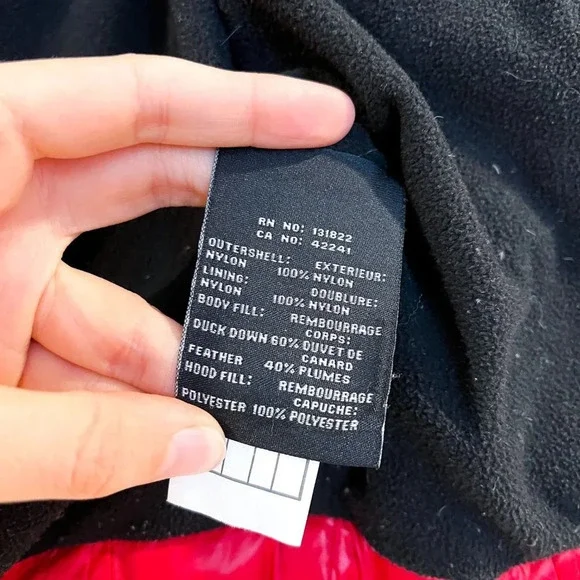 RN NO: 131822
CA NO: 42241
OUTERSHELL: EXTERIEUR:
NYLON 100% NYLON
LINING: DOUBLURE:
NYLON 100% NYLON
BODY FILL: REMBOURRAGE
CORPS:
DUCK DOWN 60% DUVET DE
CANARD
FEATHER 40% PLUMES
HOOD FILL: REMBOURRAGE
CAPUCHE:
POLYESTER 100% POLYESTER